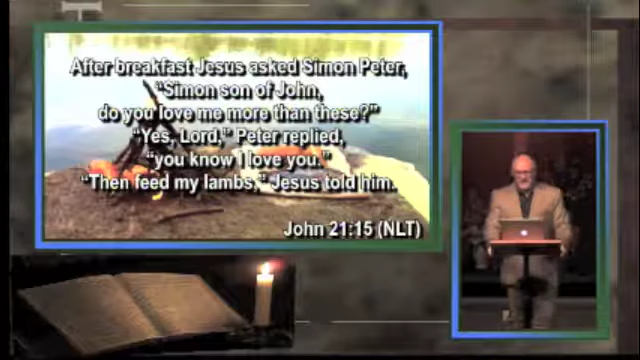 After breakfast Jesus asked Simon Peter,
“Simon son of John,
do you love me more than these?”
“Yes, Lord,” Peter replied,
“you know I love you.”
“Then feed my lambs,” Jesus told him.
John 21:15 (NLT)